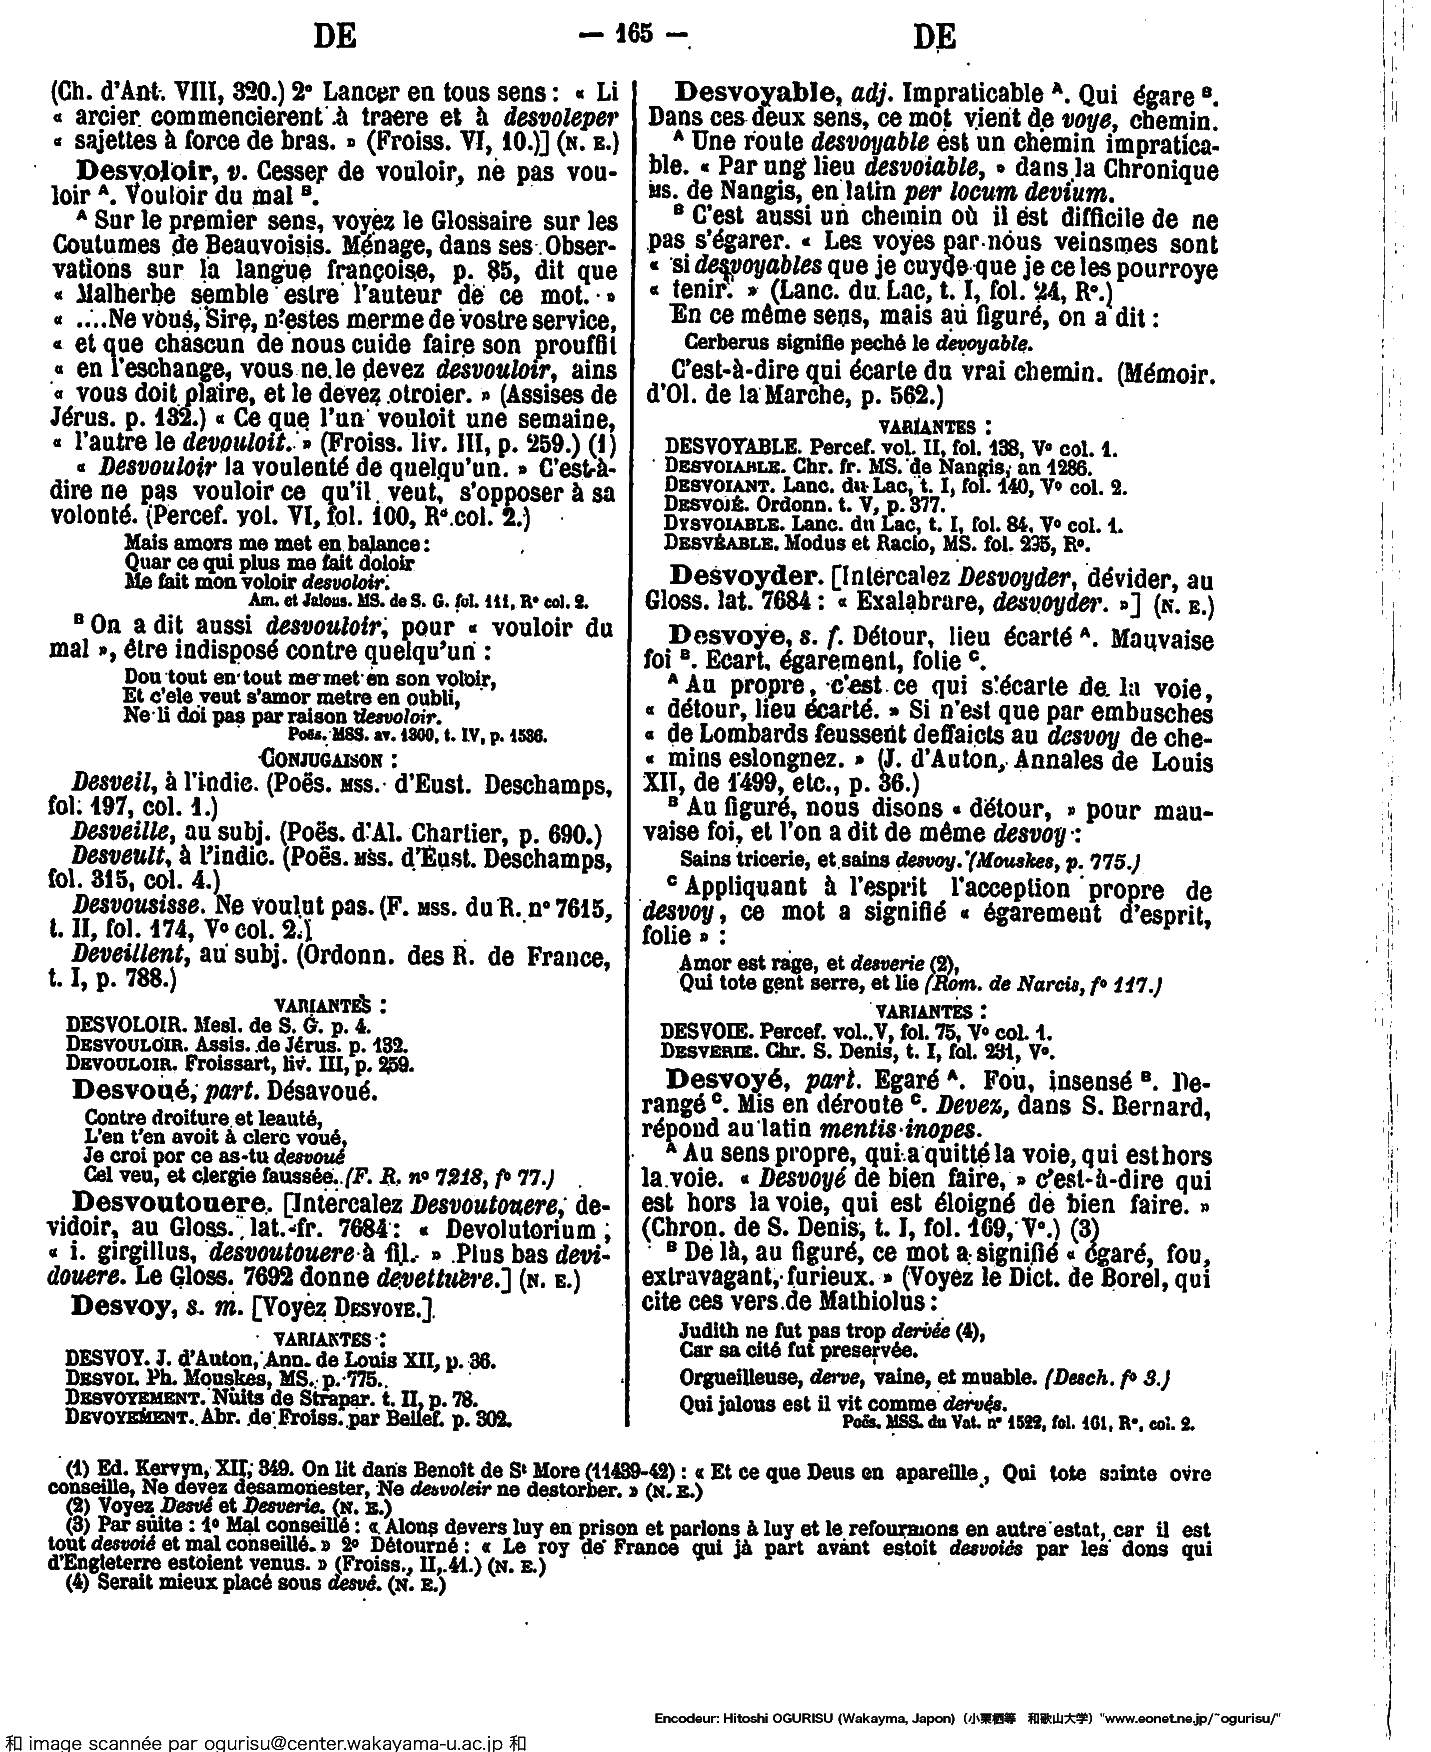 DE — 165 — DE
(Ch. d'Ant. VIII, 320.) 2° Lancer en tous sens : « Li
« arcier commencierent à traere et à desvoleper
« sajettes à force de bras. » (Froiss. VI, 10.)] (N. E.)
Desvoloir, v. Cesser de vouloir, ne pas vou-
loir A. Vouloir du mal B.
A Sur le premier sens, voyez le Glossaire sur les
Coutumes de Beauvoisis. Ménage, dans ses Obser-
vations sur la langue françoise, p. 85, dit que
« Malherbe semble estre l'auteur de ce mot. »
« ....Ne vous, Sire, n'estes merme de vostre service,
« et que chascun de nous cuide faire son prouffit
« en l'eschange, vous ne le devez desvouloir, ains
« vous doit plaire, et le devez otroier. » (Assises de
Jérus. p. 132.) « Ce que l'un vouloit une semaine,
« l'autre le devouloit. » (Froiss. liv. III, p. 259.) (1)
« Desvouloir la voulenté de quelqu'un. » C'est-à-
dire ne pas vouloir ce qu'il veut, s'opposer à sa
volonté. (Percef. vol. VI, fol. 100, R° col. 2.)
Mais amors me met en balance :
Quar ce qui plus me fait doloir
Me fait mon voloir desvoloir.
Am. et Jalous. MS. de S. G. fol. 111, R° col. 2.
B On a dit aussi desvouloir, pour « vouloir du
mal », être indisposé contre quelqu'un :
Dou tout en tout me met en son voloir,
Et c'ele veut s'amor metre en oubli,
Ne li doi pas par raison desvoloir.
Poës. MSS. av. 1300, t. IV, p. 1536.
CONJUGAISON :
Desveil, à l'indic. (Poës. MSS. d'Eust. Deschamps,
fol. 197, col. 1.)
Desveille, au subj. (Poës. d'Al. Chartier, p. 690.)
Desveult, à l'indic. (Poës. MSS. d'Eust. Deschamps,
fol. 315, col. 4.)
Desvousisse. Ne voulut pas. (F. MSS. du R. n° 7615,
t. II, fol. 174, V° col. 2.)
Deveillent, au subj. (Ordonn. des R. de France,
t. I, p. 788.)
VARIANTES :
DESVOLOIR. Mesl. de S. G. p. 4.
DESVOULOIR. Assis. de Jérus. p. 132.
DEVOULOIR. Froissart, liv. III, p. 259.
Desvoué, part. Désavoué.
Contre droiture et leauté,
L'en t'en avoit à clerc voué,
Je croi por ce as-tu desvoué
Cel veu, et clergie faussée. (F. R. n° 7218, f° 77.)
Desvoutouere. [Intercalez Desvoutouere, de-
vidoir, au Gloss. lat.-fr. 7684 : « Devolutorium ;
« i. girgillus, desvoutouere à fil. » Plus bas devi-
douere. Le Gloss. 7692 donne devettuere.] (N. E.)
Desvoy, s. m. [Voyez DESVOYE.]
VARIANTES :
DESVOY. J. d'Auton, Ann. de Louis XII, p. 36.
DESVOI. Ph. Mouskes, MS. p. 775.
DESVOYEMENT. Nuits de Strapar. t. II, p. 78.
DEVOYEMENT. Abr. de Froiss. par Bellef. p. 302.
Desvoyable, adj. Impraticable A. Qui égare B.
Dans ces deux sens, ce mot vient de voye, chemin.
A Une route desvoyable est un chemin impratica-
ble. « Par ung lieu desvoiable, » dans la Chronique
MS. de Nangis, en latin per locum devium.
B C'est aussi un chemin où il est difficile de ne
pas s'égarer. « Les voyes par nous veinsmes sont
« si desvoyables que je cuyde que je ce les pourroye
« tenir. » (Lanc. du Lac, t. I, fol. 24, R°.)
En ce même sens, mais au figuré, on a dit :
Cerberus signifie peché le devoyable.
C'est-à-dire qui écarte du vrai chemin. (Mémoir.
d'Ol. de la Marche, p. 562.)
VARIANTES :
DESVOYABLE. Percef. vol. II, fol. 138, V° col. 1.
DESVOIABLE. Chr. fr. MS. de Nangis, an 1286.
DESVOIANT. Lanc. du Lac, t. I, fol. 140, V° col. 2.
DESVOIÉ. Ordonn. t. V, p. 377.
DYSVOIABLE. Lanc. du Lac, t. I, fol. 84, V° col. 1.
DESVÉABLE. Modus et Racio, MS. fol. 235, R°.
Desvoyder. [Intercalez Desvoyder, dévider, au
Gloss. lat. 7684 : « Exalabrare, desvoyder. »] (N. E.)
Desvoye, s. f. Détour, lieu écarté A. Mauvaise
foi B. Ecart, égarement, folie C.
A Au propre, c'est ce qui s'écarte de la voie,
« détour, lieu écarté. » Si n'est que par embusches
« de Lombards feussent deffaicts au desvoy de che-
« mins eslongnez. » (J. d'Auton, Annales de Louis
XII, de 1499, etc., p. 36.)
B Au figuré, nous disons « détour, » pour mau-
vaise foi, et l'on a dit de même desvoy :
Sains tricerie, et sains desvoy. (Mouskes, p. 775.)
C Appliquant à l'esprit l'acception propre de
desvoy, ce mot a signifié « égarement d'esprit,
folie » :
Amor est rage, et desverie (2),
Qui tote gent serre, et lie (Rom. de Narcis, f° 117.)
VARIANTES :
DESVOIE. Percef. vol. V, fol. 75, V° col. 1.
DESVERIE. Chr. S. Denis, t. I, fol. 231, V°.
Desvoyé, part. Egaré A. Fou, insensé B. De-
rangé C. Mis en déroute C. Devez, dans S. Bernard,
répond au latin mentis inopes.
A Au sens propre, qui a quitté la voie, qui est hors
la voie. « Desvoyé de bien faire, » c'est-à-dire qui
est hors la voie, qui est éloigné de bien faire. »
(Chron. de S. Denis, t. I, fol. 169, V°.) (3)
B De là, au figuré, ce mot a signifié « égaré, fou,
extravagant, furieux. » (Voyez le Dict. de Borel, qui
cite ces vers de Mathiolus :
Judith ne fut pas trop dervée (4),
Car sa cité fut preservée.
Orgueilleuse, derve, vaine, et muable. (Desch. f° 3.)
Qui jalous est il vit comme dervés.
Poës. MSS. du Vat. n° 1522, fol. 161, R°, col. 2.
(1) Ed. Kervyn, XII, 349. On lit dans Benoît de St More (11439-42) : « Et ce que Deus en apareille, Qui tote sainte ovre
conseille, Ne devez desamonester, Ne desvoleir ne destorber. » (N. E.)
(2) Voyez Desvé et Desverie. (N. E.)
(3) Par suite : 1° Mal conseillé : « Alons devers luy en prison et parlons à luy et le refourmons en autre estat, car il est
tout desvoié et mal conseillé. » 2° Détourné : « Le roy de France qui jà part avant estoit desvoiés par les dons qui
d'Engleterre estoient venus. » (Froiss., II, 41.) (N. E.)
(4) Serait mieux placé sous desvé. (N. E.)
Encodeur: Hitoshi OGURISU (Wakayma, Japon) (小栗栖等 和歌山大学) "www.eonet.ne.jp/~ogurisu/"
和 image scannée par ogurisu@center.wakayama-u.ac.jp 和